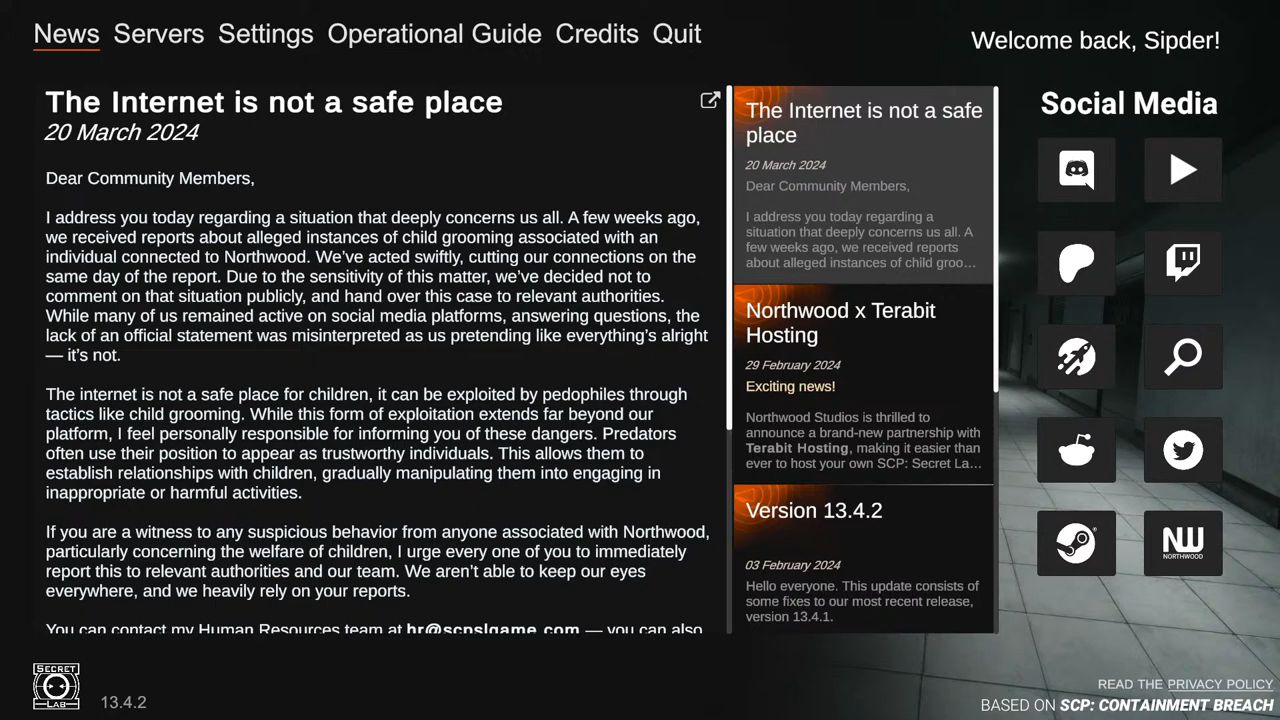 News Servers Settings Operational Guide Credits Quit
Welcome back, Sipder!
The Internet is not a safe place
20 March 2024
Dear Community Members,
I address you today regarding a situation that deeply concerns us all. A few weeks ago,
we received reports about alleged instances of child grooming associated with an
individual connected to Northwood. We've acted swiftly, cutting our connections on the
same day of the report. Due to the sensitivity of this matter, we've decided not to
comment on that situation publicly, and hand over this case to relevant authorities.
While many of us remained active on social media platforms, answering questions, the
lack of an official statement was misinterpreted as us pretending like everything's alright
— it's not.
The internet is not a safe place for children, it can be exploited by pedophiles through
tactics like child grooming. While this form of exploitation extends far beyond our
platform, I feel personally responsible for informing you of these dangers. Predators
often use their position to appear as trustworthy individuals. This allows them to
establish relationships with children, gradually manipulating them into engaging in
inappropriate or harmful activities.
If you are a witness to any suspicious behavior from anyone associated with Northwood,
particularly concerning the welfare of children, I urge every one of you to immediately
report this to relevant authorities and our team. We aren't able to keep our eyes
everywhere, and we heavily rely on your reports.
You can contact my Human Resources team at hr@scpslgame.com — you can also
The Internet is not a safe
place
20 March 2024
Dear Community Members,
I address you today regarding a
situation that deeply concerns us all. A
few weeks ago, we received reports
about alleged instances of child groo…
Northwood x Terabit
Hosting
29 February 2024
Exciting news!
Northwood Studios is thrilled to
announce a brand-new partnership with
Terabit Hosting, making it easier than
ever to host your own SCP: Secret La…
Version 13.4.2
03 February 2024
Hello everyone. This update consists of
some fixes to our most recent release,
version 13.4.1.
Social Media
NW
NORTHWOOD
SECRET
LAB
13.4.2
READ THE PRIVACY POLICY
BASED ON SCP: CONTAINMENT BREACH